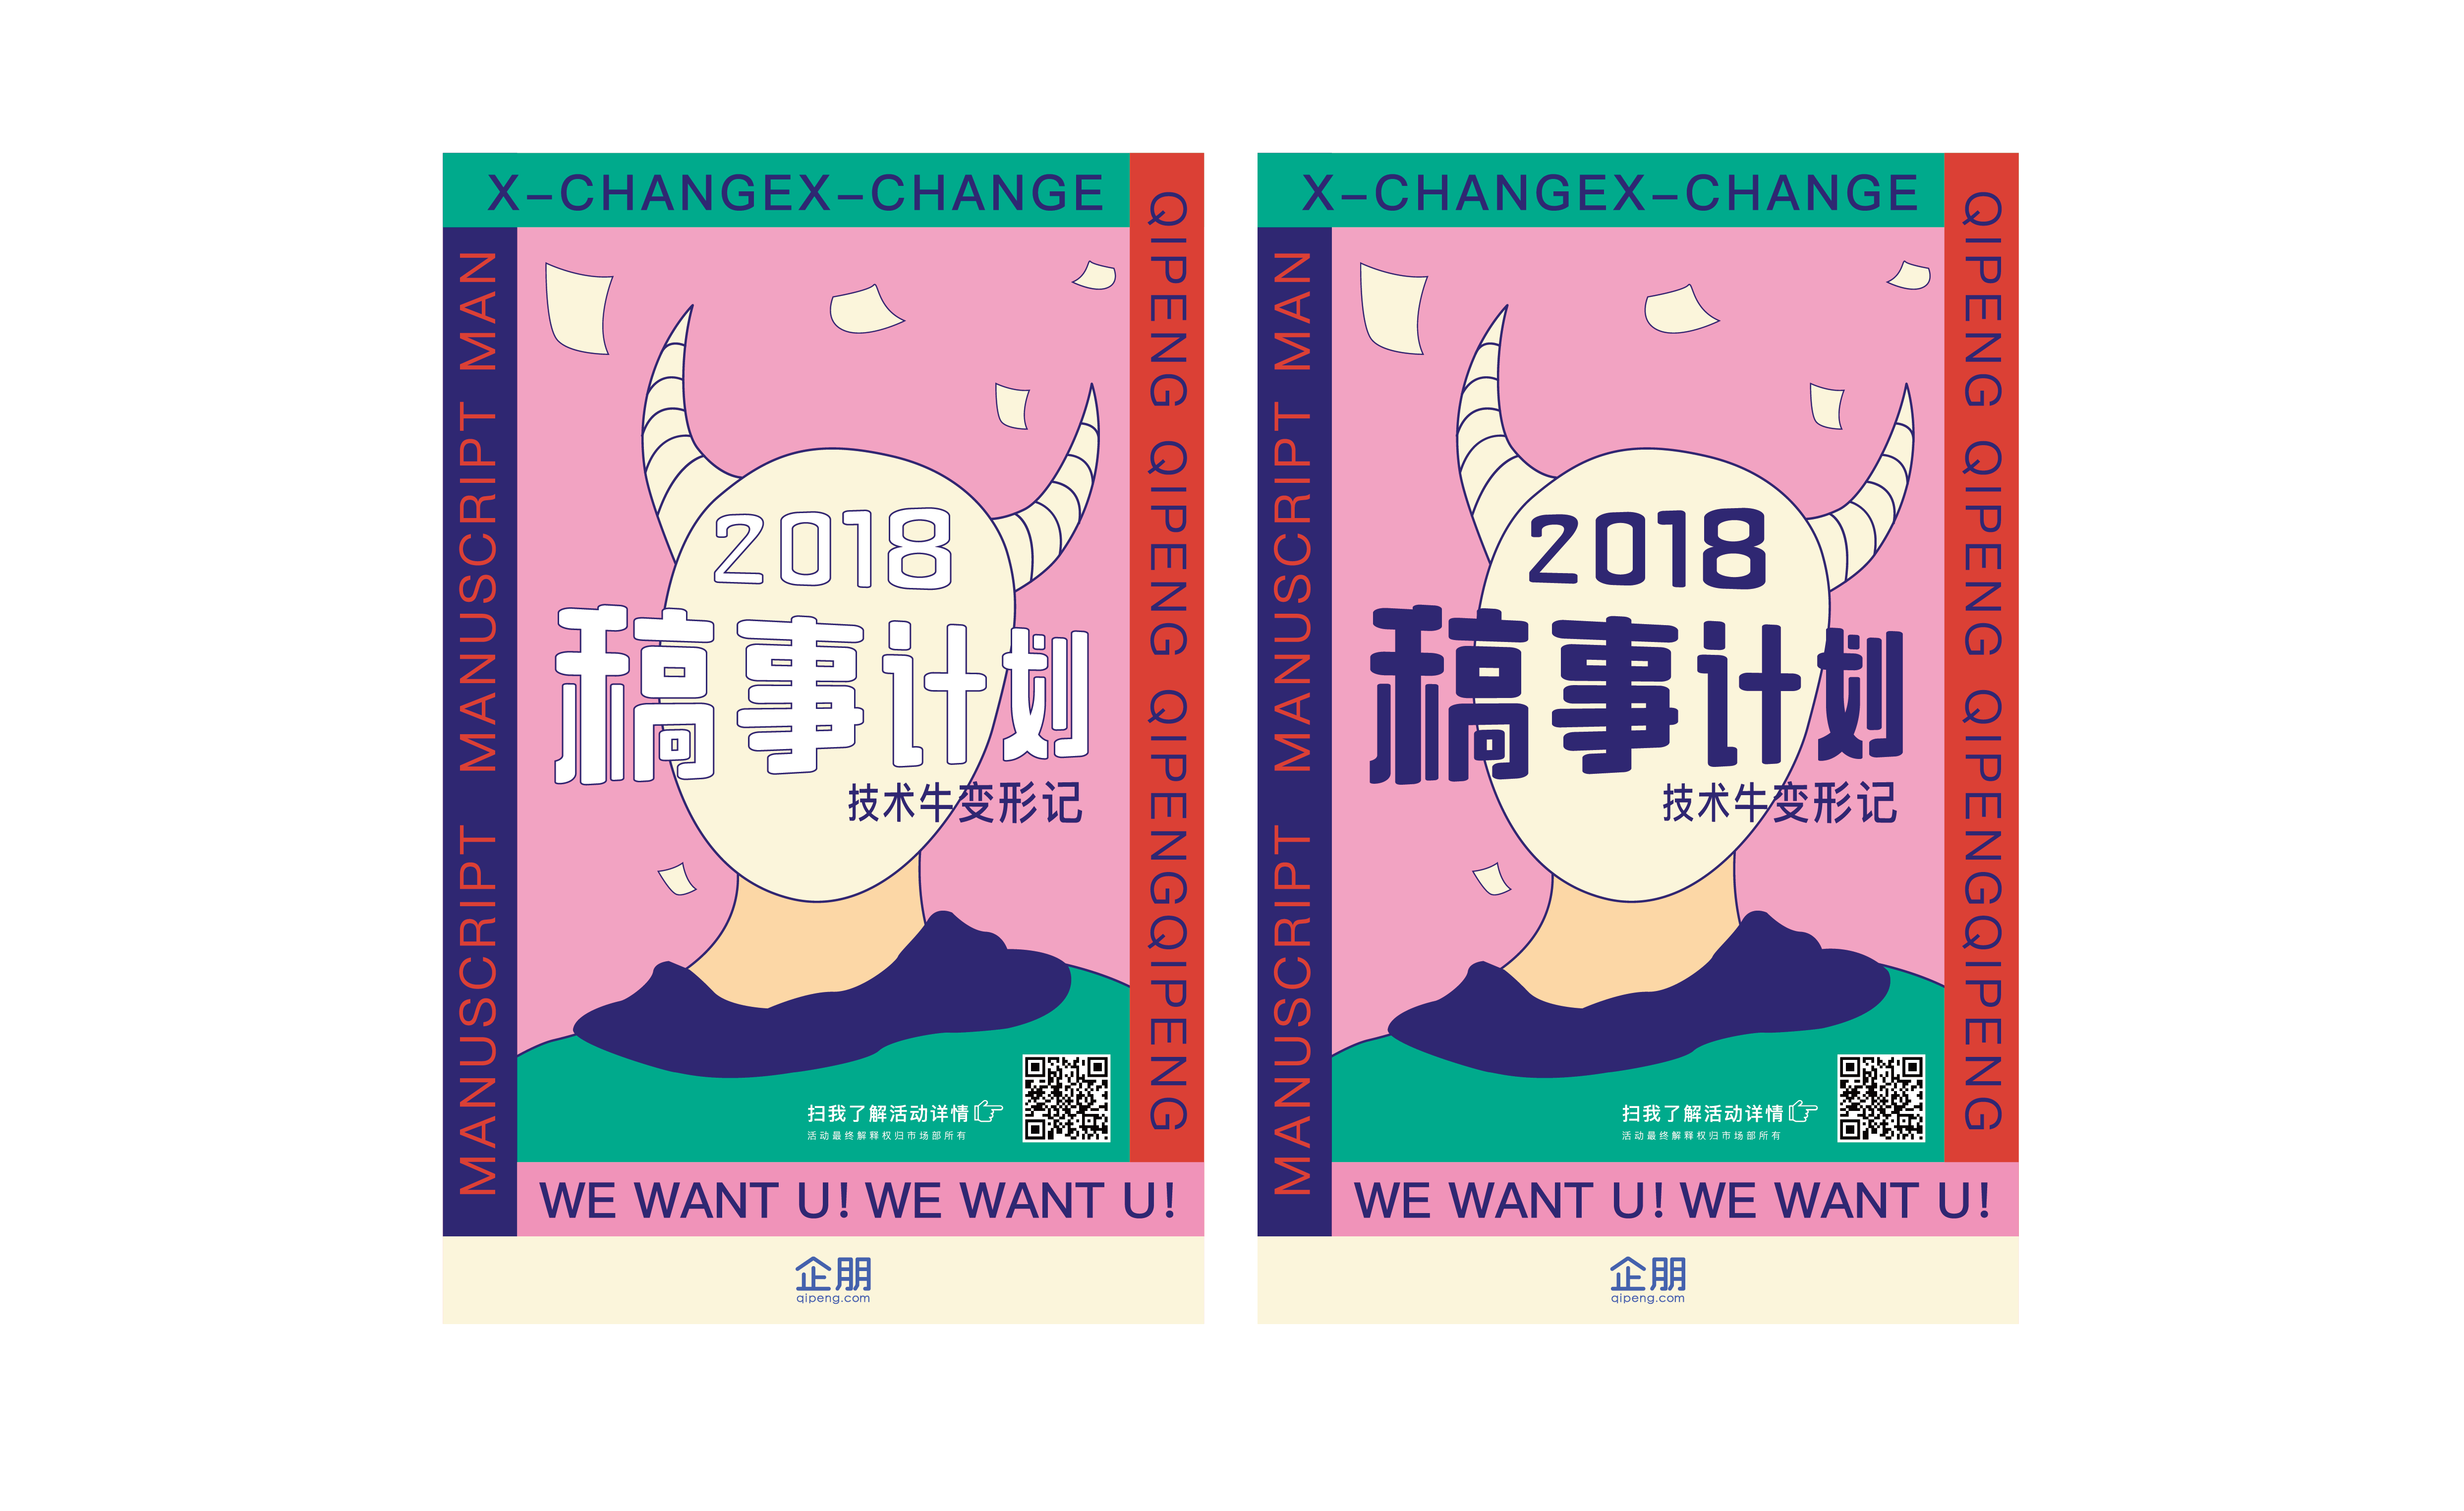 X-CHANGEX-CHANGE
MANUSCRIPT MANUSCRIPT MAN
QIPENG QIPENG QIPENGQIPENG
2018
稿事计划
技术牛变形记
扫我了解活动详情
活动最终解释权归市场部所有
WE WANT U! WE WANT U!
企朋
qipeng.com
X-CHANGEX-CHANGE
MANUSCRIPT MANUSCRIPT MAN
QIPENG QIPENG QIPENGQIPENG
2018
稿事计划
技术牛变形记
扫我了解活动详情
活动最终解释权归市场部所有
WE WANT U! WE WANT U!
企朋
qipeng.com